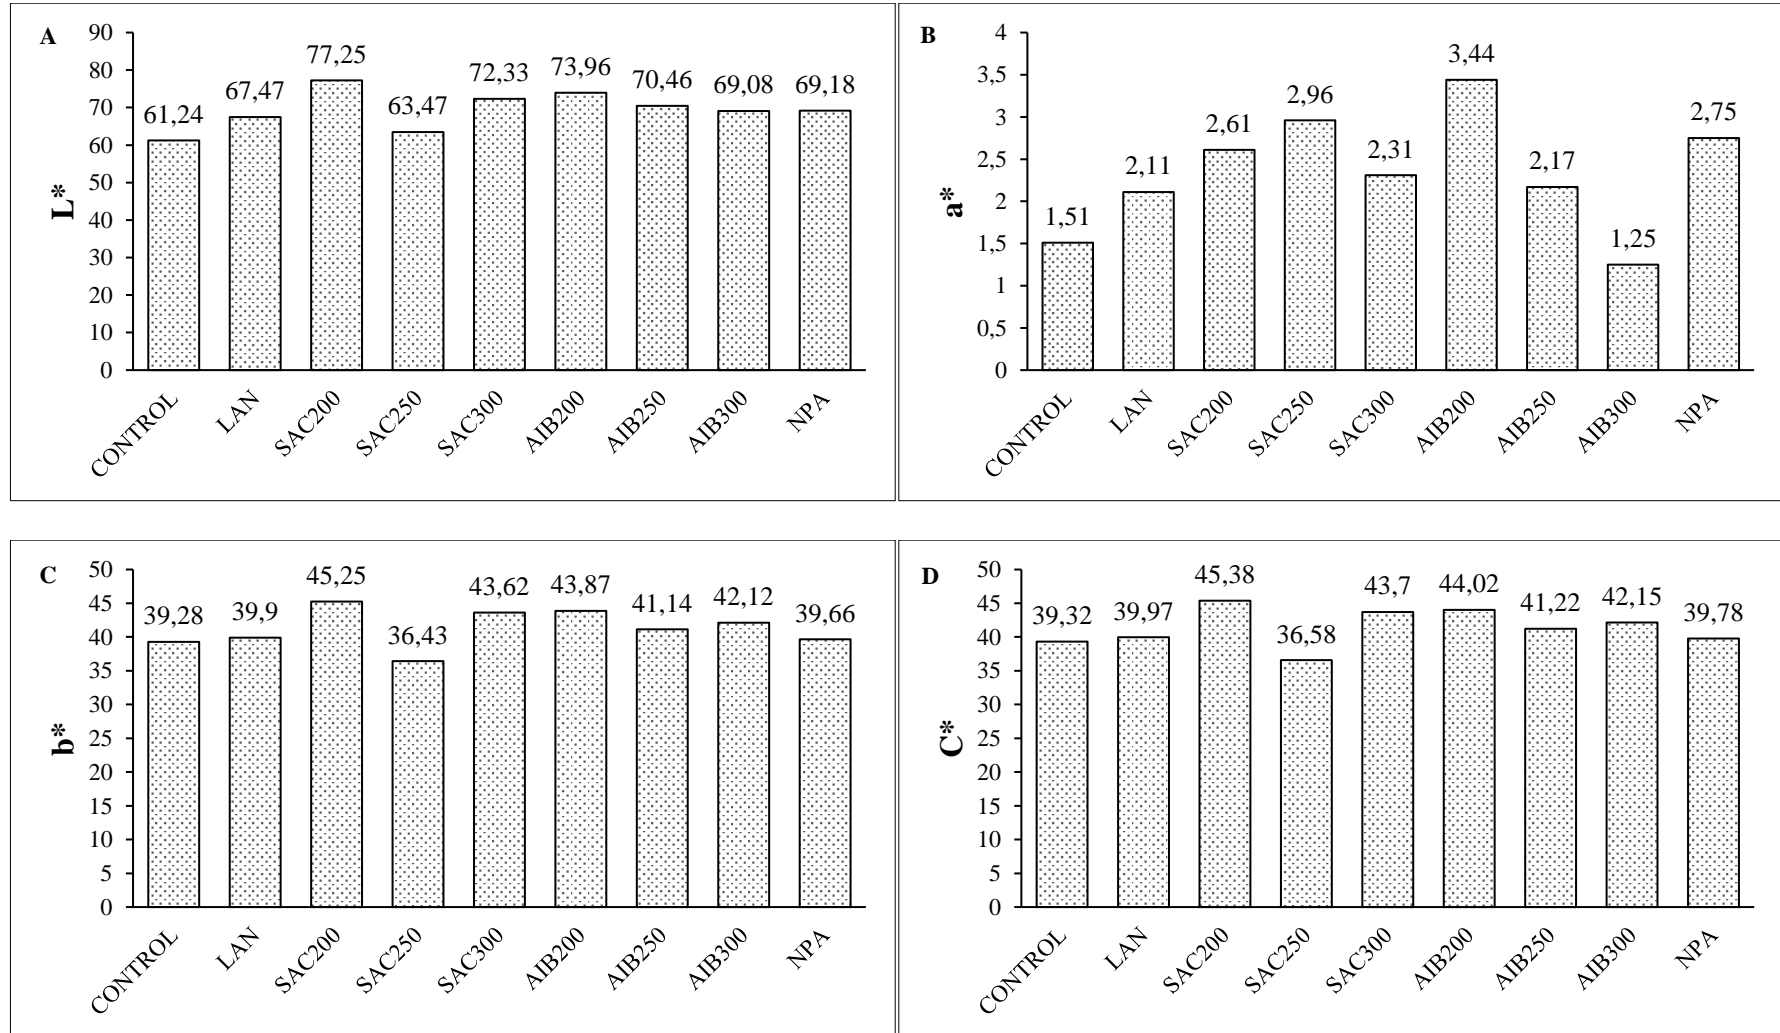 A
L*
90
80
70
60
50
40
30
20
10
0
61,24
67,47
77,25
63,47
72,33
73,96
70,46
69,08
69,18
CONTROL
LAN
SAC200
SAC250
SAC300
AIB200
AIB250
AIB300
NPA
B
a*
4
3,5
3
2,5
2
1,5
1
0,5
0
1,51
2,11
2,61
2,96
2,31
3,44
2,17
1,25
2,75
CONTROL
LAN
SAC200
SAC250
SAC300
AIB200
AIB250
AIB300
NPA
C
b*
50
45
40
35
30
25
20
15
10
5
0
39,28
39,9
45,25
36,43
43,62
43,87
41,14
42,12
39,66
CONTROL
LAN
SAC200
SAC250
SAC300
AIB200
AIB250
AIB300
NPA
D
C*
50
45
40
35
30
25
20
15
10
5
0
39,32
39,97
45,38
36,58
43,7
44,02
41,22
42,15
39,78
CONTROL
LAN
SAC200
SAC250
SAC300
AIB200
AIB250
AIB300
NPA